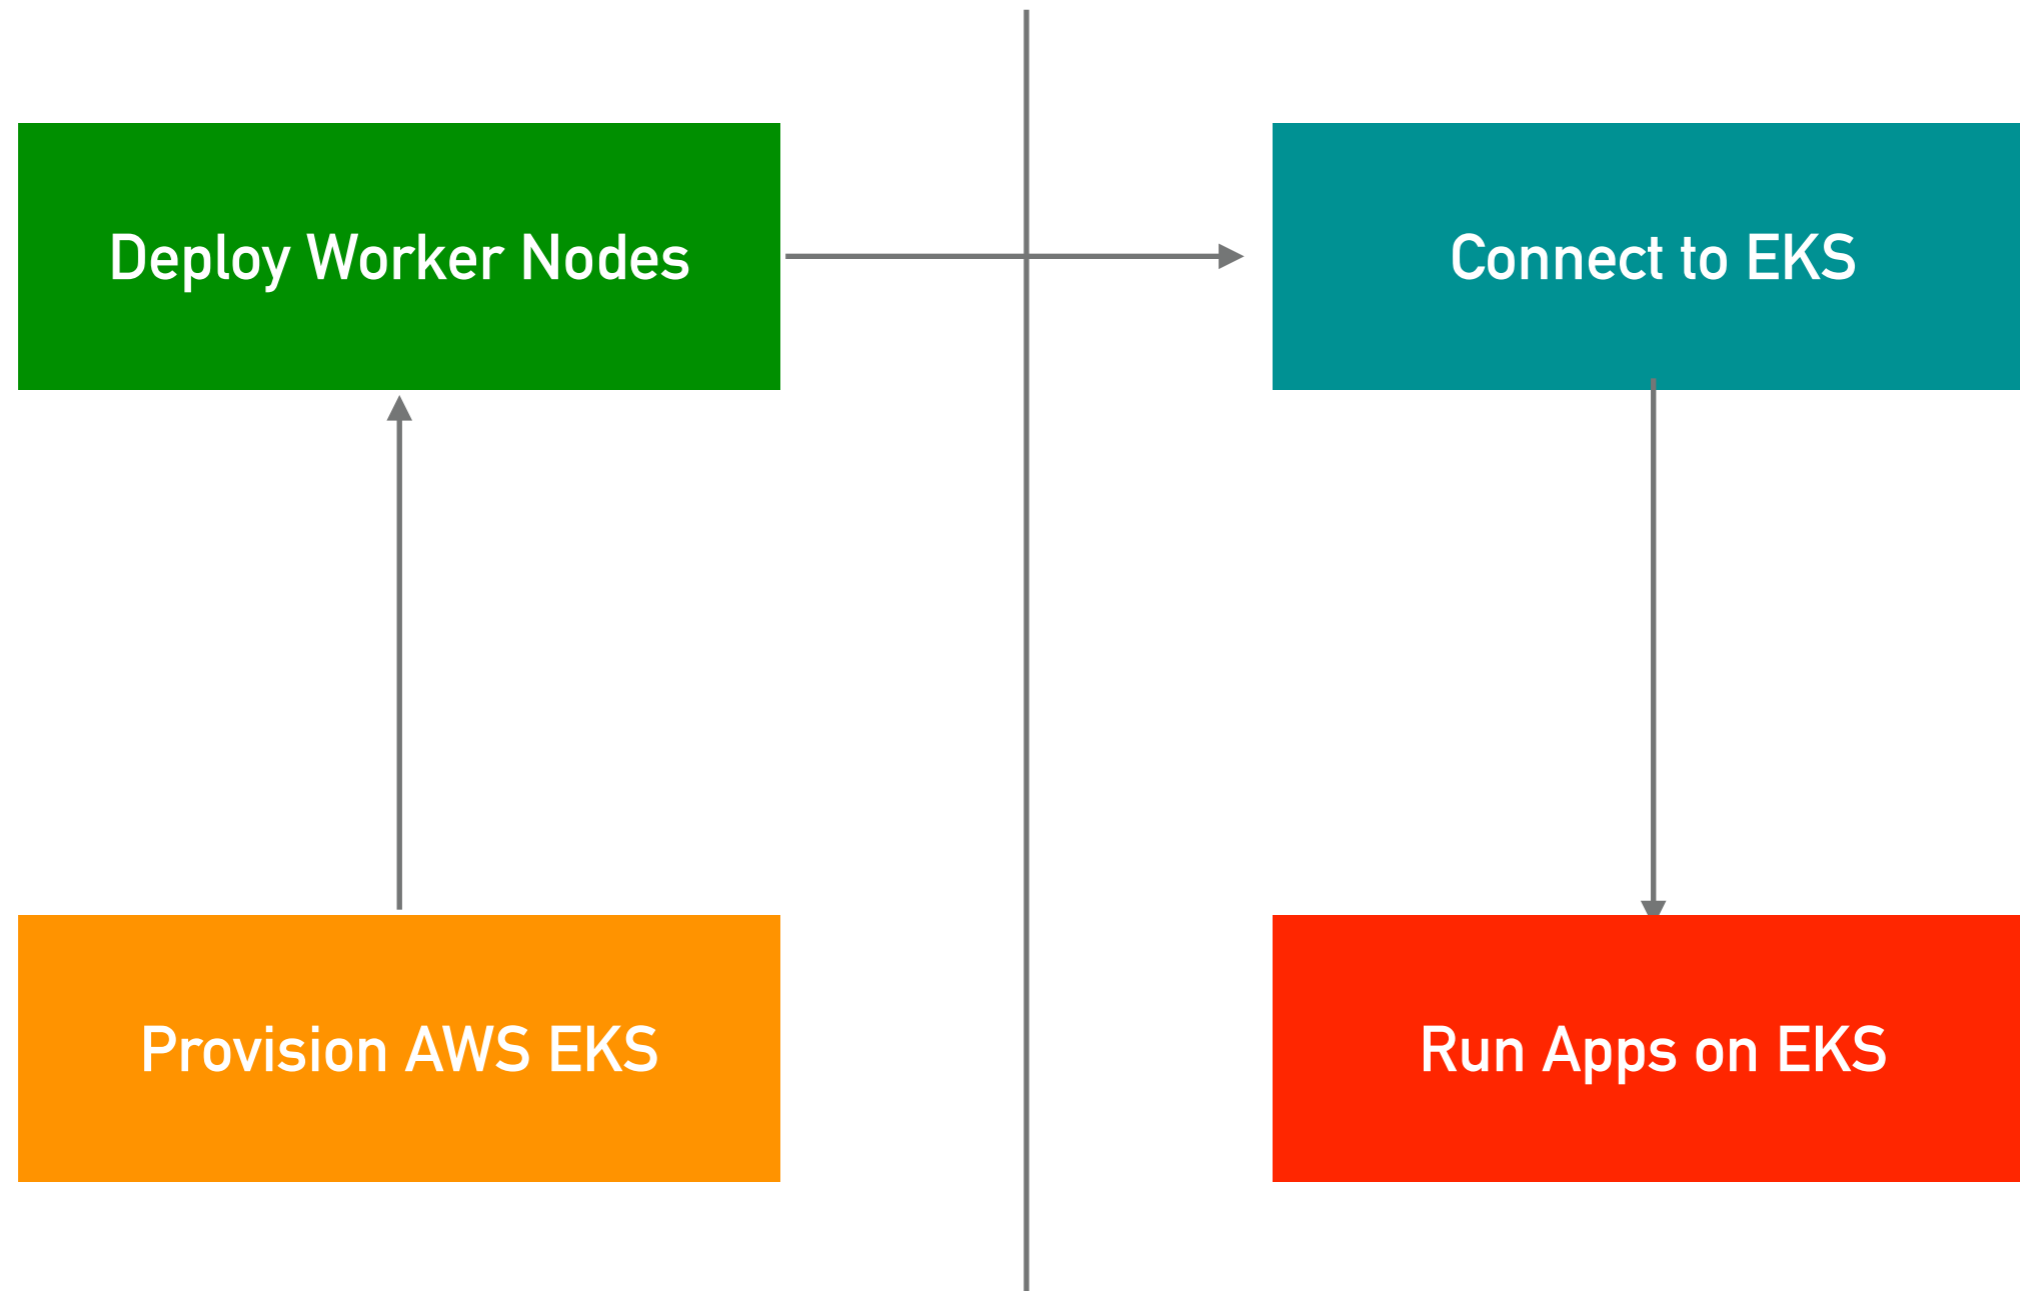 Deploy Worker Nodes
Connect to EKS
Provision AWS EKS
Run Apps on EKS